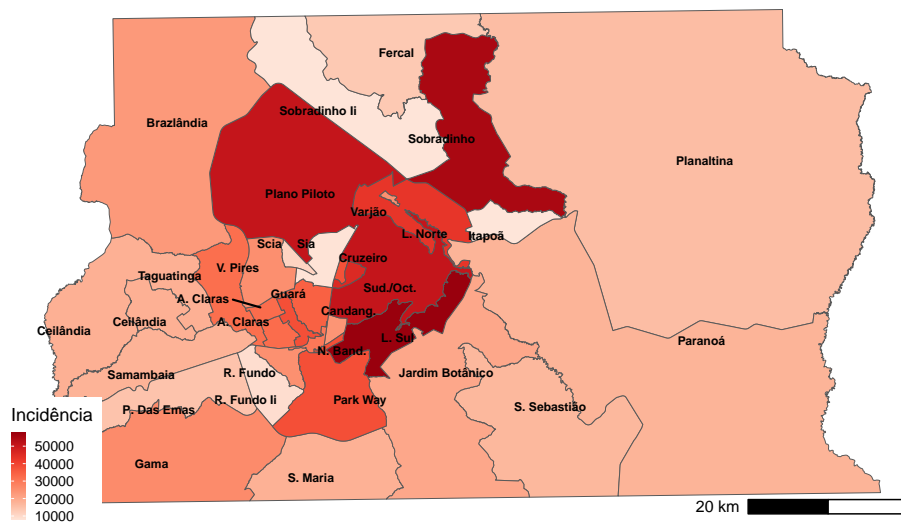 Fercal
Sobradinho Ii
Brazlândia
Sobradinho
Planaltina
Plano Piloto
Varjão
L. Norte
Itapoã
Scia
Sia
Cruzeiro
V. Pires
Taguatinga
Sud./Oct.
A. Claras
Guará
Candang.
Ceilândia
Ceilândia
A. Claras
L. Sul
Paranoá
N. Band.
Samambaia
R. Fundo
Jardim Botânico
R. Fundo Ii
Park Way
P. Das Emas
S. Sebastião
Gama
S. Maria
Incidência
50000
40000
30000
20000
10000
20 km